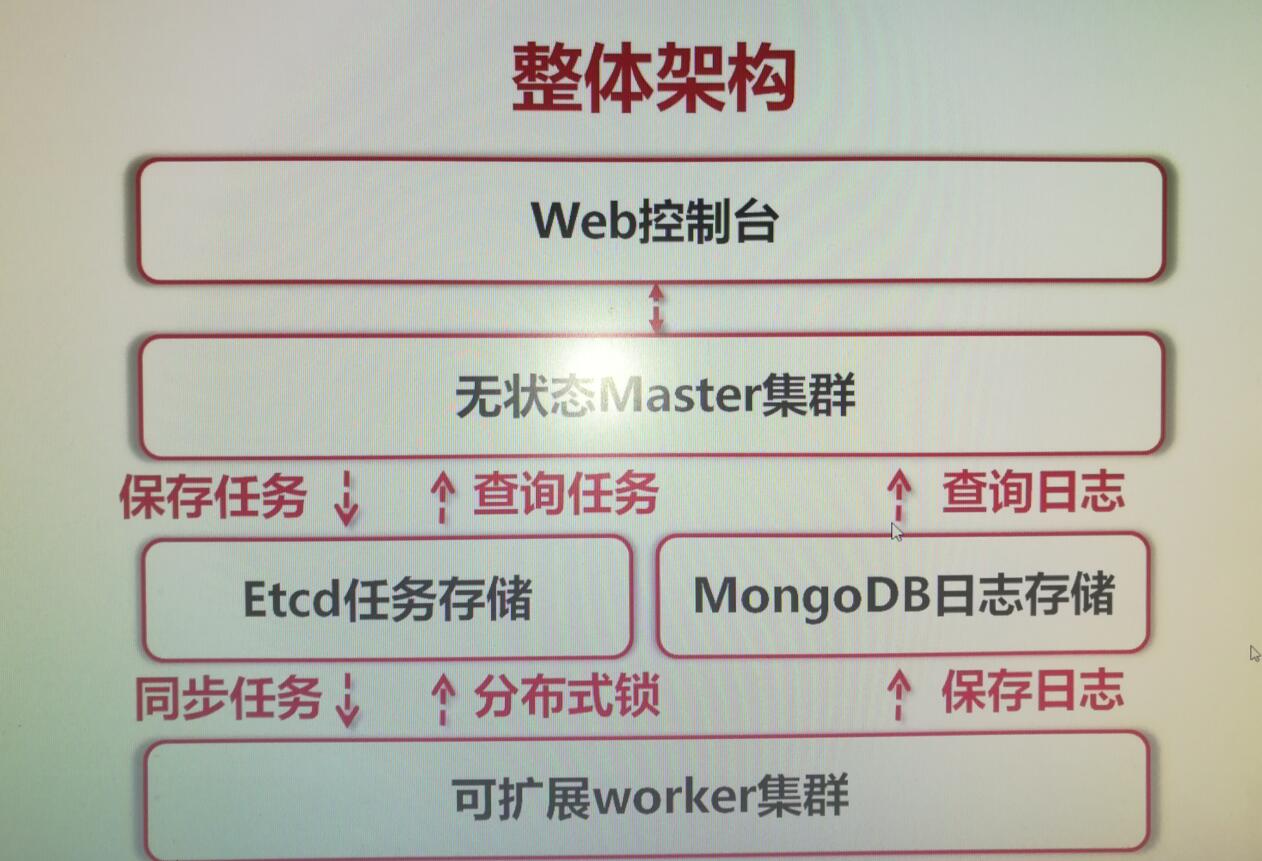 整体架构
Web控制台
无状态Master集群
保存任务 查询任务 查询日志
Etcd任务存储 MongoDB日志存储
同步任务 分布式锁 保存日志
可扩展worker集群